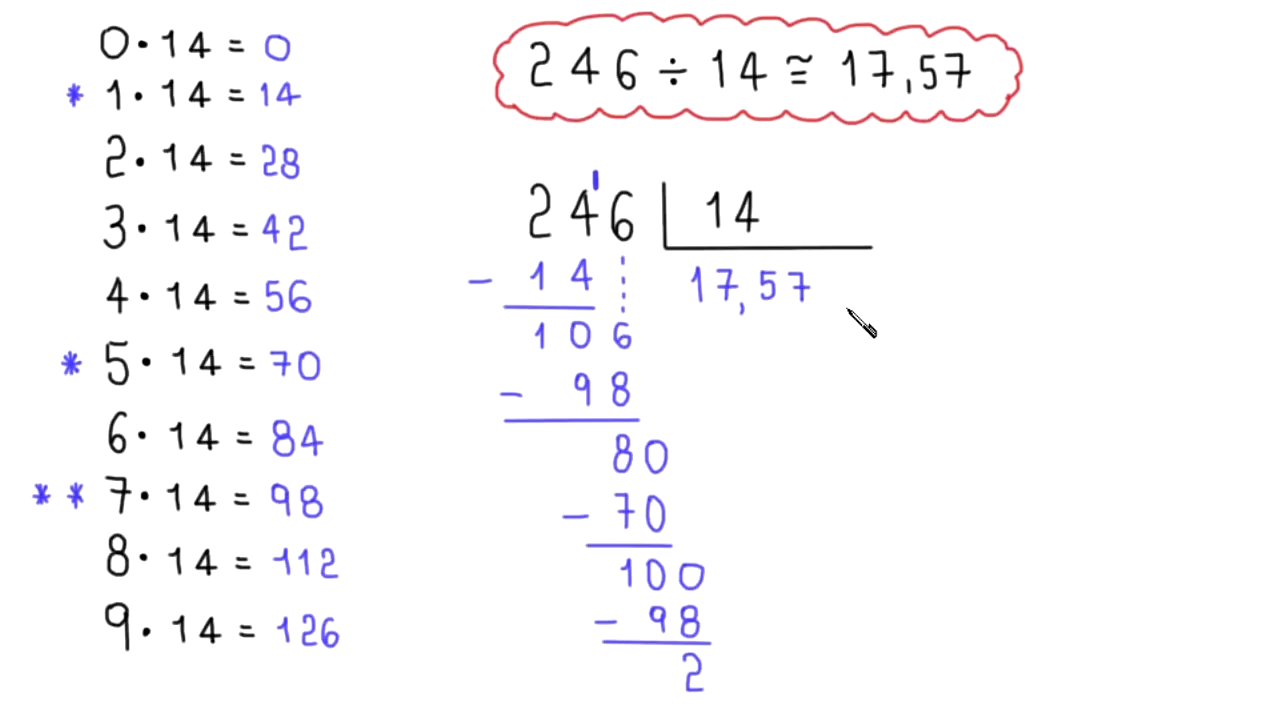 0 · 14 = 0
* 1 · 14 = 14
2 · 14 = 28
3 · 14 = 42
4 · 14 = 56
* 5 · 14 = 70
6 · 14 = 84
* * 7 · 14 = 98
8 · 14 = 112
9 · 14 = 126
246 ÷ 14 ≅ 17,57
246 14
- 14 17,57
106
- 98
80
- 70
100
- 98
2